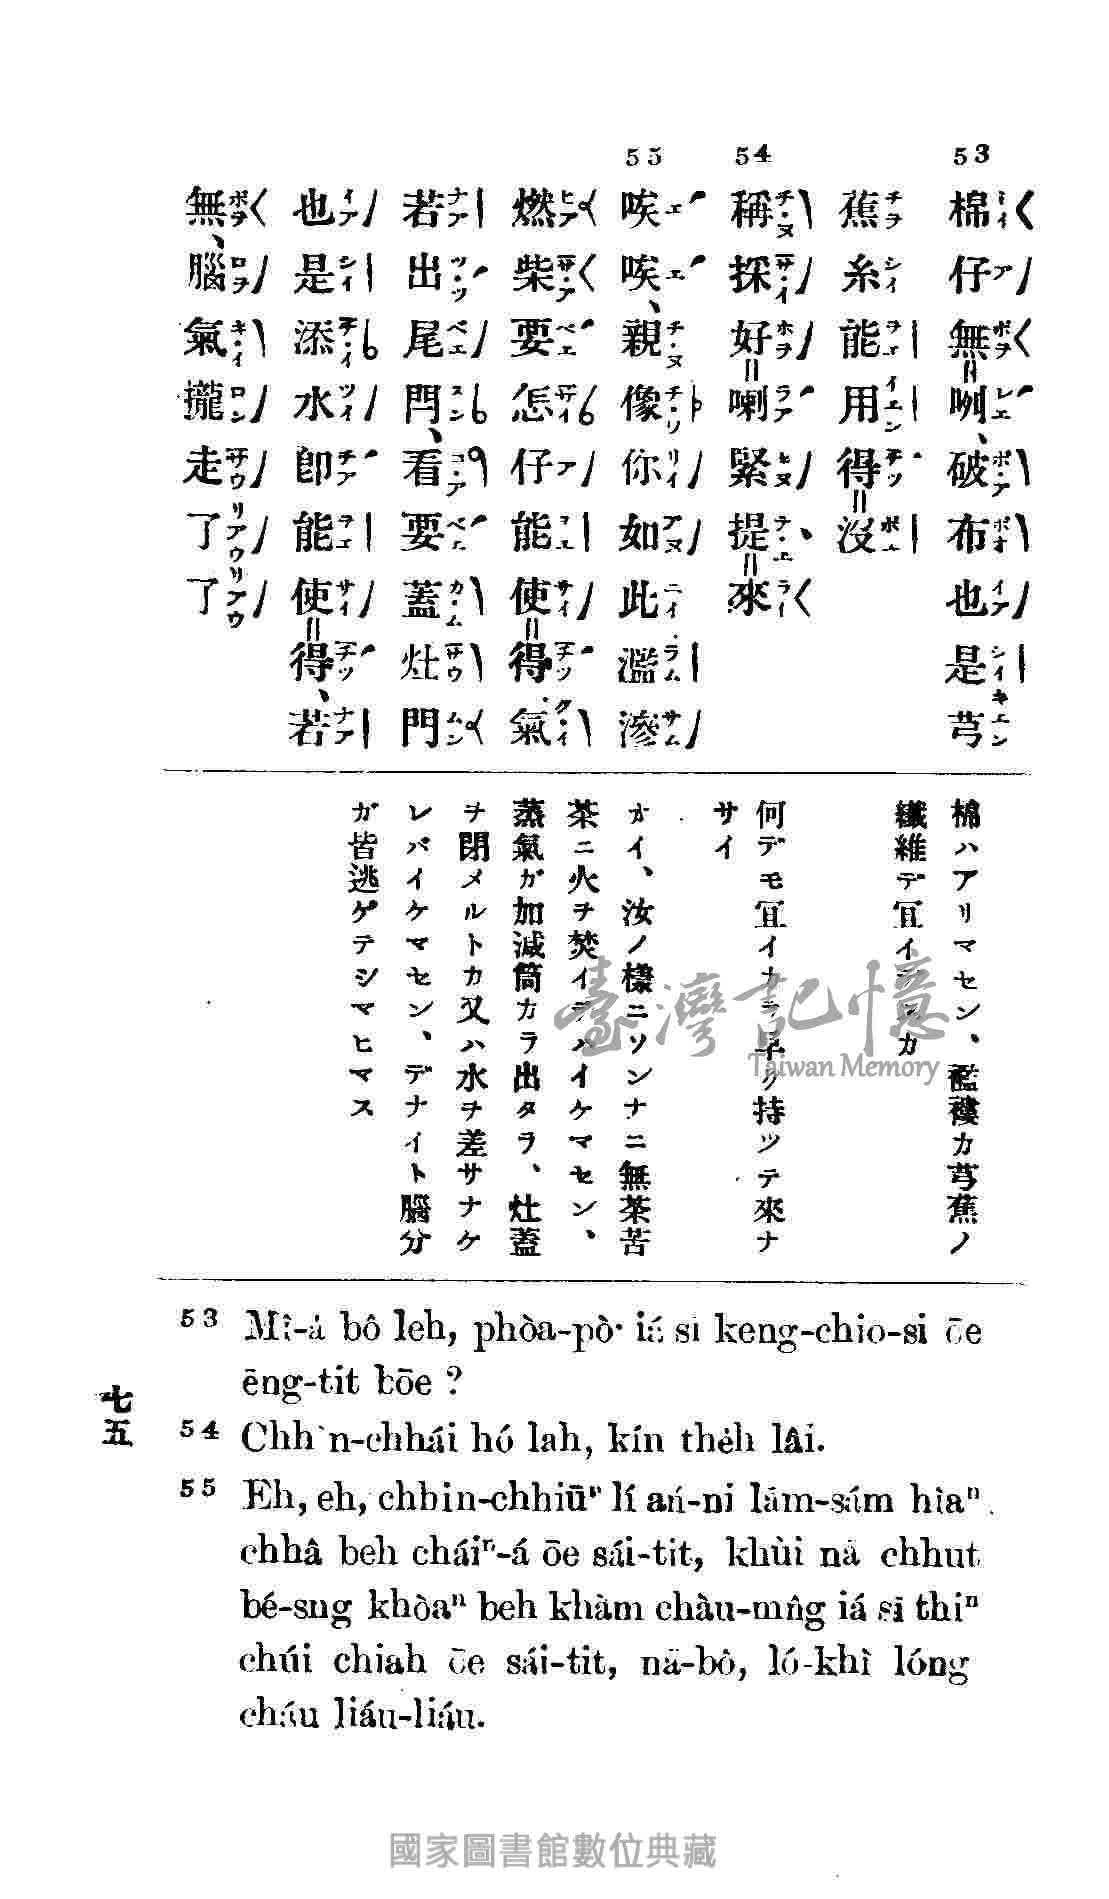 53
棉仔無咧、破布也是芎
蕉糸能用得沒
54
稱採好喇緊提來
55
唉唉、親像你如此濫滲
燃柴要怎仔能使得氣
若出尾閂、看要蓋灶門
也是添水卽能使得、若
無、腦氣攏走了了
棉ハアリマセン、襤褸カ芎蕉ノ
纖維デ宜イデスカ
何デモ宜イカラ早ク持ツテ來ナ
サイ
オイ、汝ノ樣ニソンナニ無茶苦
茶ニ火ヲ焚イテハイケマセン、
蒸氣ガ加減筒カラ出タラ、灶蓋
ヲ閉メルトカ又ハ水ヲ差サナケ
レバイケマセン、デナイト腦分
ガ皆逃ゲテシマヒマス
53 Mî-á bô leh, phòa-pò͘ iá sī keng-chio-si ōe
ēng-tit bōe ?
54 Chhìn-chhái hó lah, kín the̍h lâi.
55 Eh, eh, chhin-chhiūⁿ lí án-ni lām-sám hiâⁿ
chhâ beh cháiⁿ-á ōe sái-tit, khùi nā chhut
bé-sng khòaⁿ beh khàm chàu-mn̂g iá sī thiⁿ
chúi chiah ōe sái-tit, nā-bô, ló-khì lóng
cháu liáu-liáu.
七五
臺灣記憶
Taiwan Memory
國家圖書館數位典藏